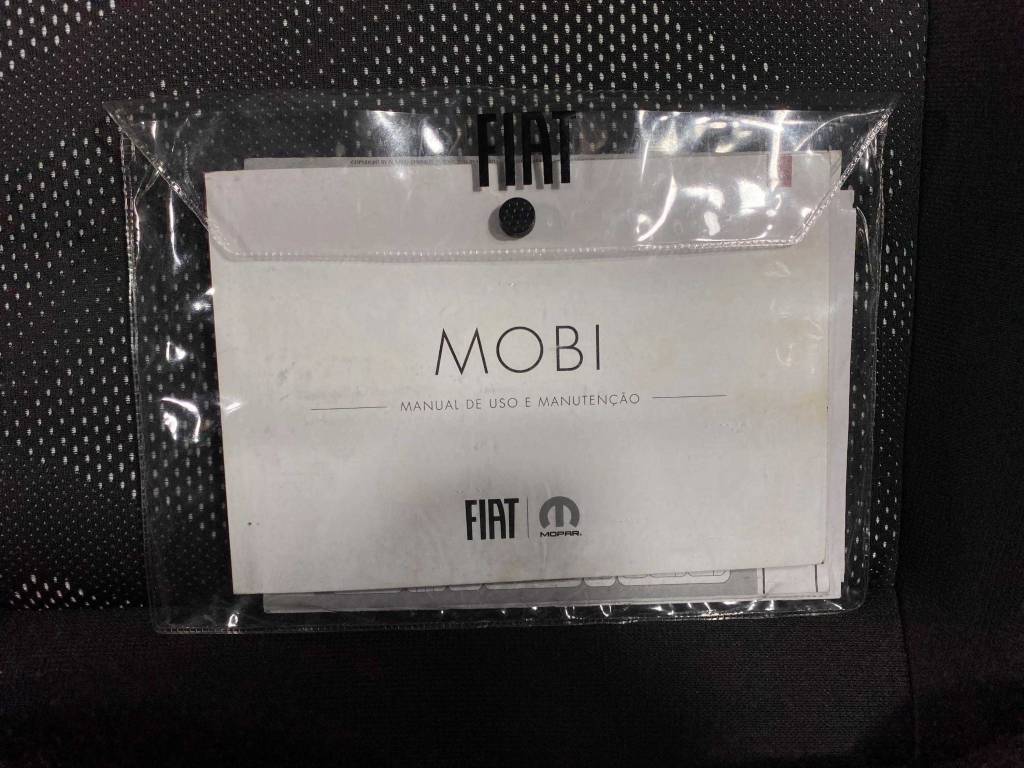 FIAT
MOBI
MANUAL DE USO E MANUTENÇÃO
FIAT
MOPAR.